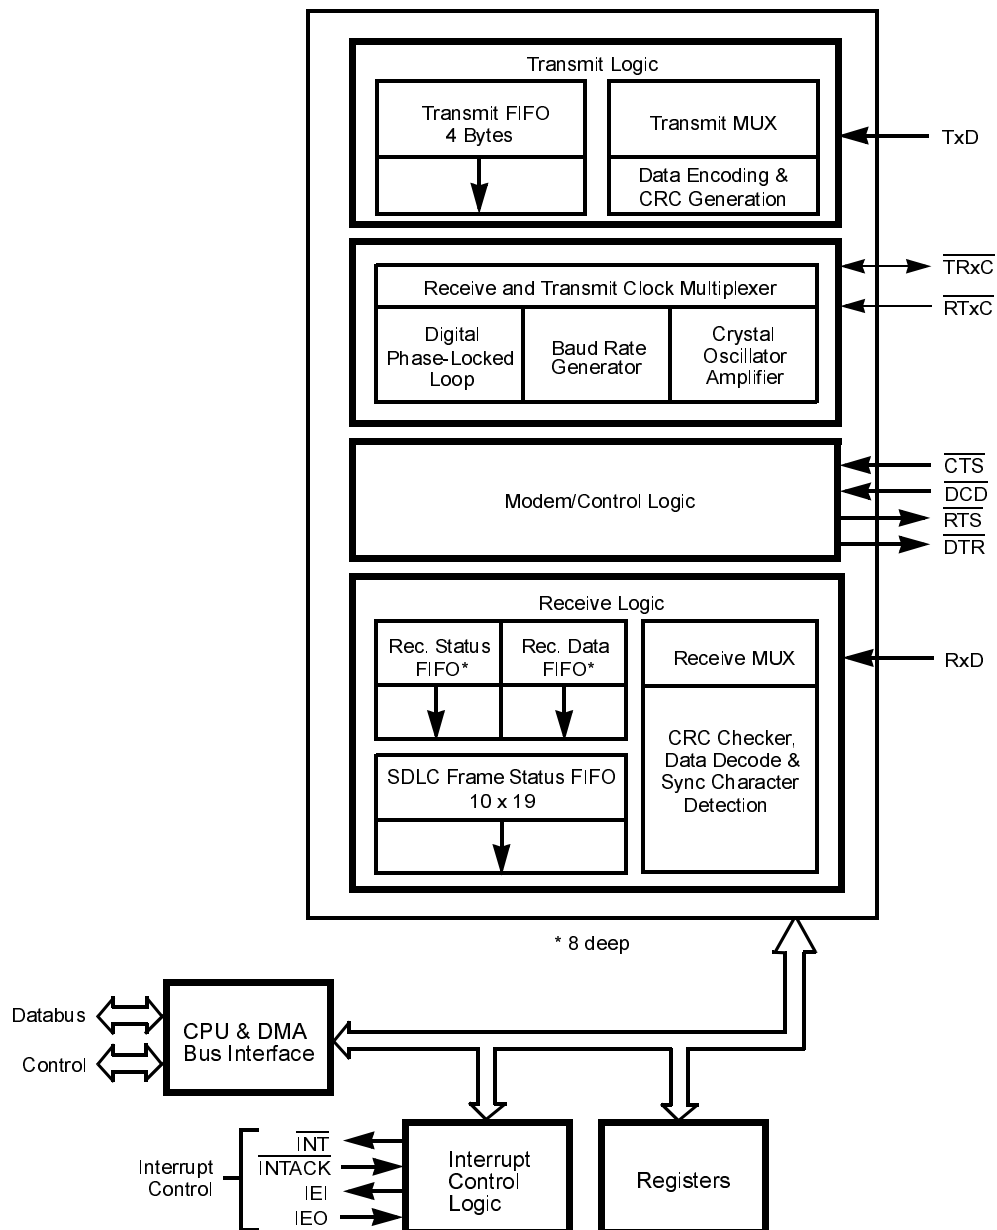 Transmit Logic
Transmit FIFO
4 Bytes
Transmit MUX
Data Encoding &
CRC Generation
TxD
Receive and Transmit Clock Multiplexer
Digital
Phase-Locked
Loop
Baud Rate
Generator
Crystal
Oscillator
Amplifier
TRxC
RTxC
Modem/Control Logic
CTS
DCD
RTS
DTR
Receive Logic
Rec. Status
FIFO*
Rec. Data
FIFO*
Receive MUX
RxD
SDLC Frame Status FIFO
10 x 19
CRC Checker,
Data Decode &
Sync Character
Detection
* 8 deep
Databus
Control
CPU & DMA
Bus Interface
Interrupt
Control
INT
INTACK
IEI
IEO
Interrupt
Control
Logic
Registers